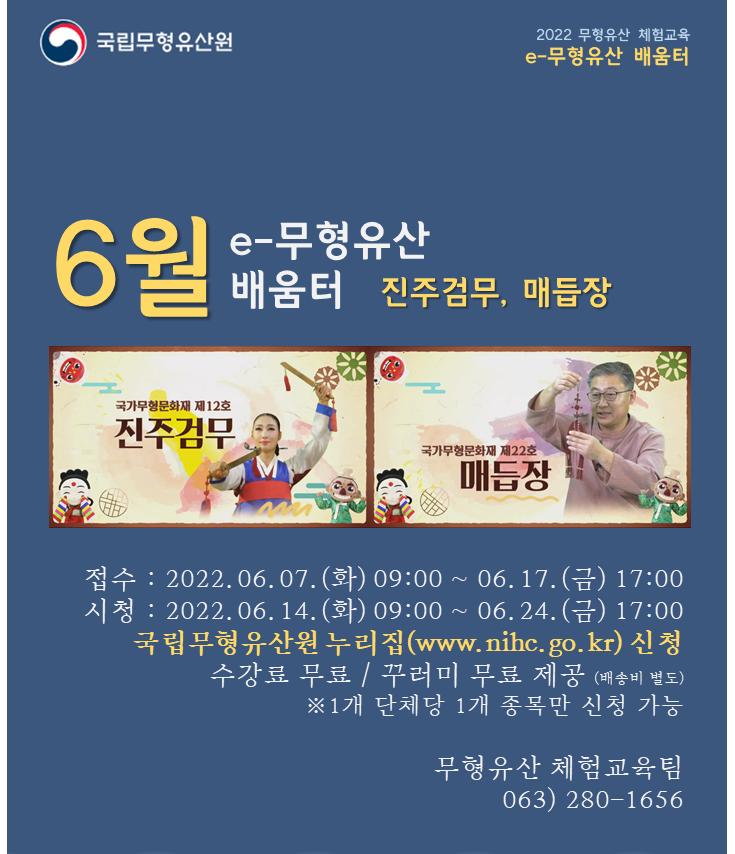 국립무형유산원
2022 무형유산 체험교육
e-무형유산 배움터
6월 e-무형유산
배움터 진주검무, 매듭장
국가무형문화재 제12호
진주검무
국가무형문화재 제22호
매듭장
접수 : 2022.06.07.(화) 09:00 ~ 06.17.(금) 17:00
시청 : 2022.06.14.(화) 09:00 ~ 06.24.(금) 17:00
국립무형유산원 누리집(www.nihc.go.kr) 신청
수강료 무료 / 꾸러미 무료 제공 (배송비 별도)
※1개 단체당 1개 종목만 신청 가능
무형유산 체험교육팀
063) 280-1656